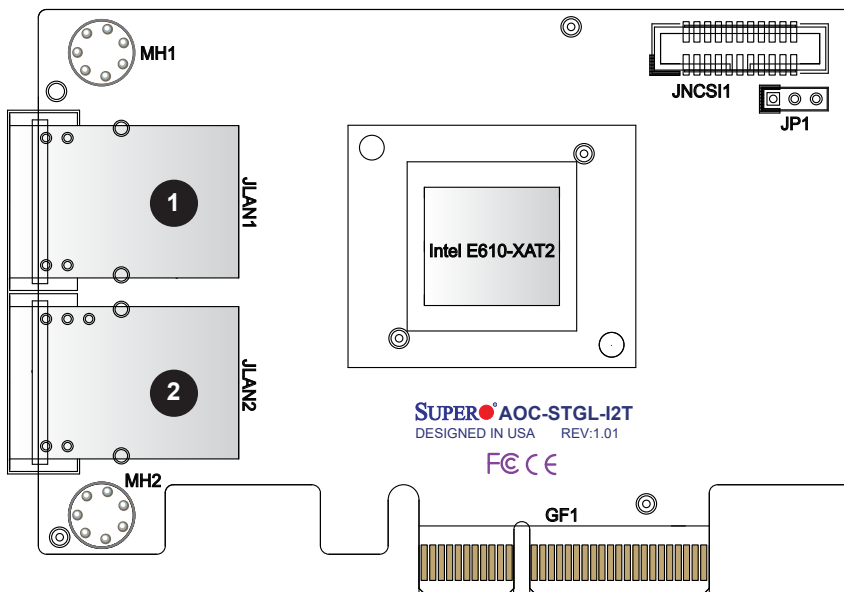 MH1
JNCSI1
JP1
1
JLAN1
Intel E610-XAT2
2
JLAN2
SUPER® AOC-STGL-I2T
DESIGNED IN USA REV:1.01
FC CE
MH2
GF1